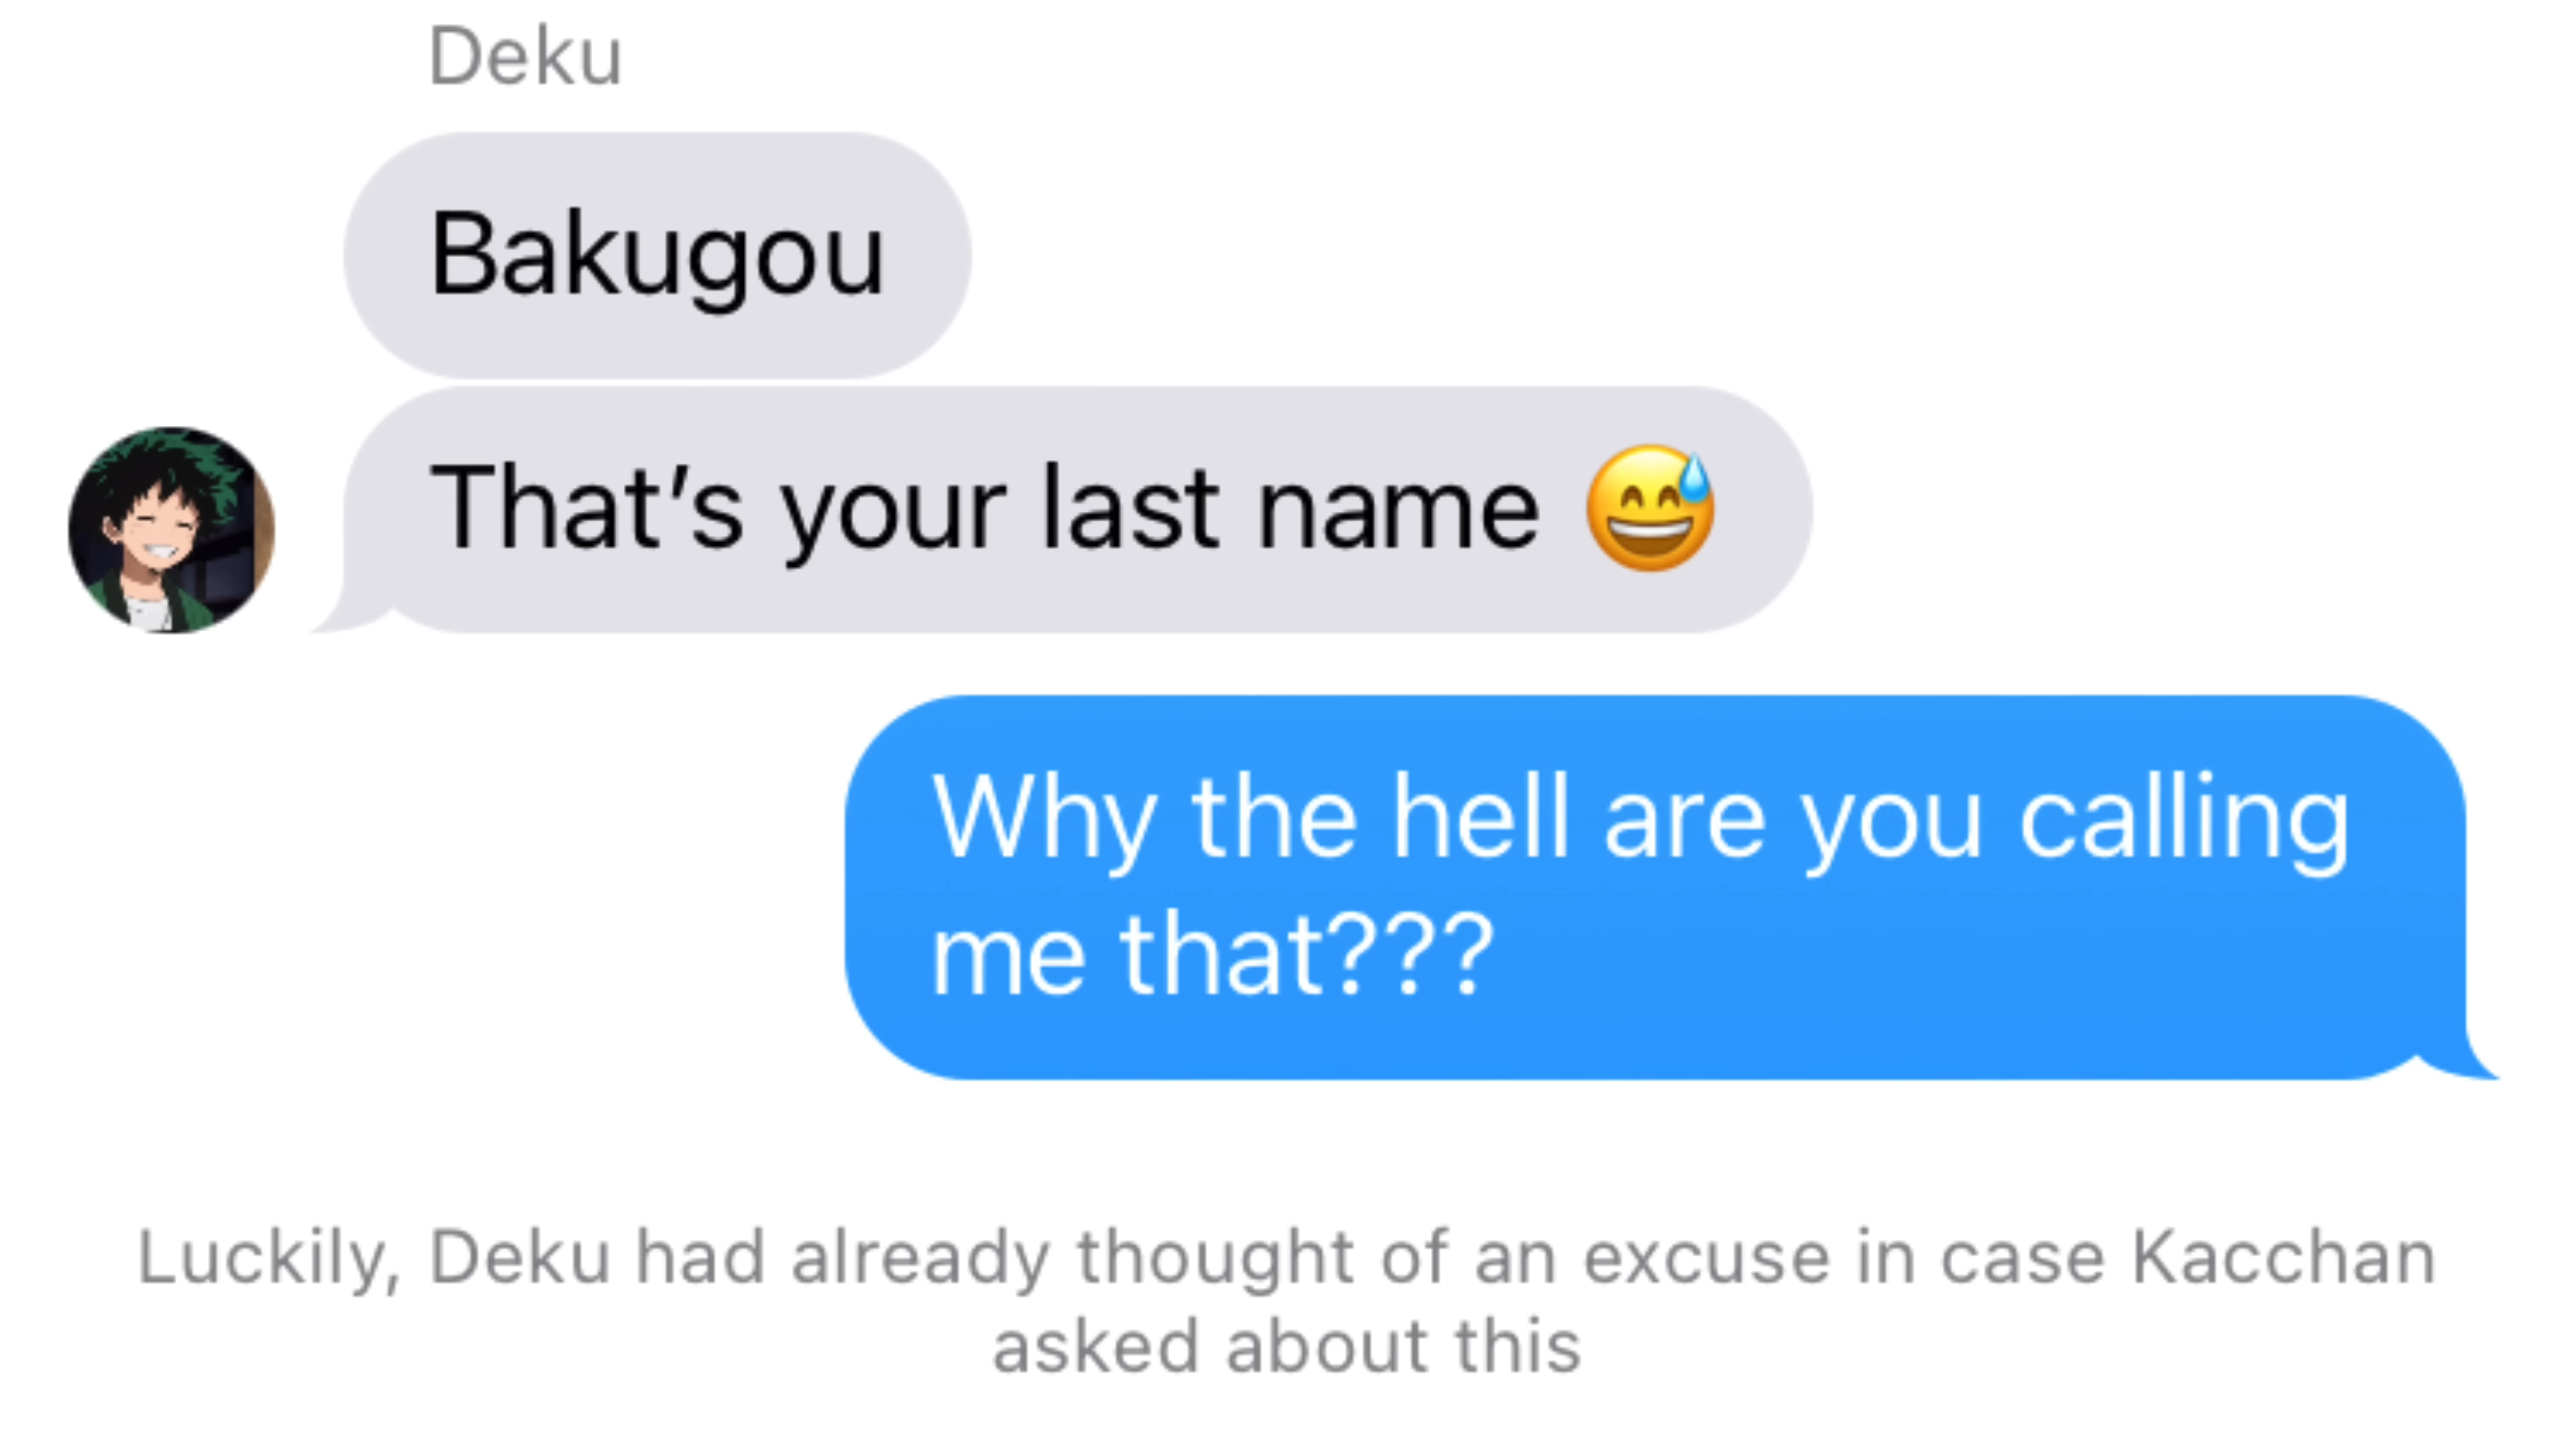 Deku
Bakugou
That’s your last name 😅
Why the hell are you calling
me that???
Luckily, Deku had already thought of an excuse in case Kacchan
asked about this